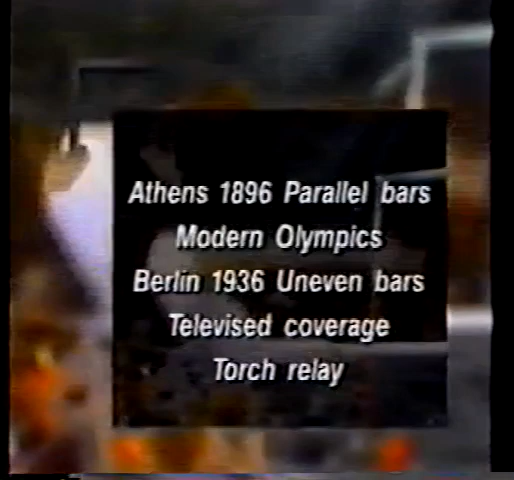 Athens 1896 Parallel bars
Modern Olympics
Berlin 1936 Uneven bars
Televised coverage
Torch relay